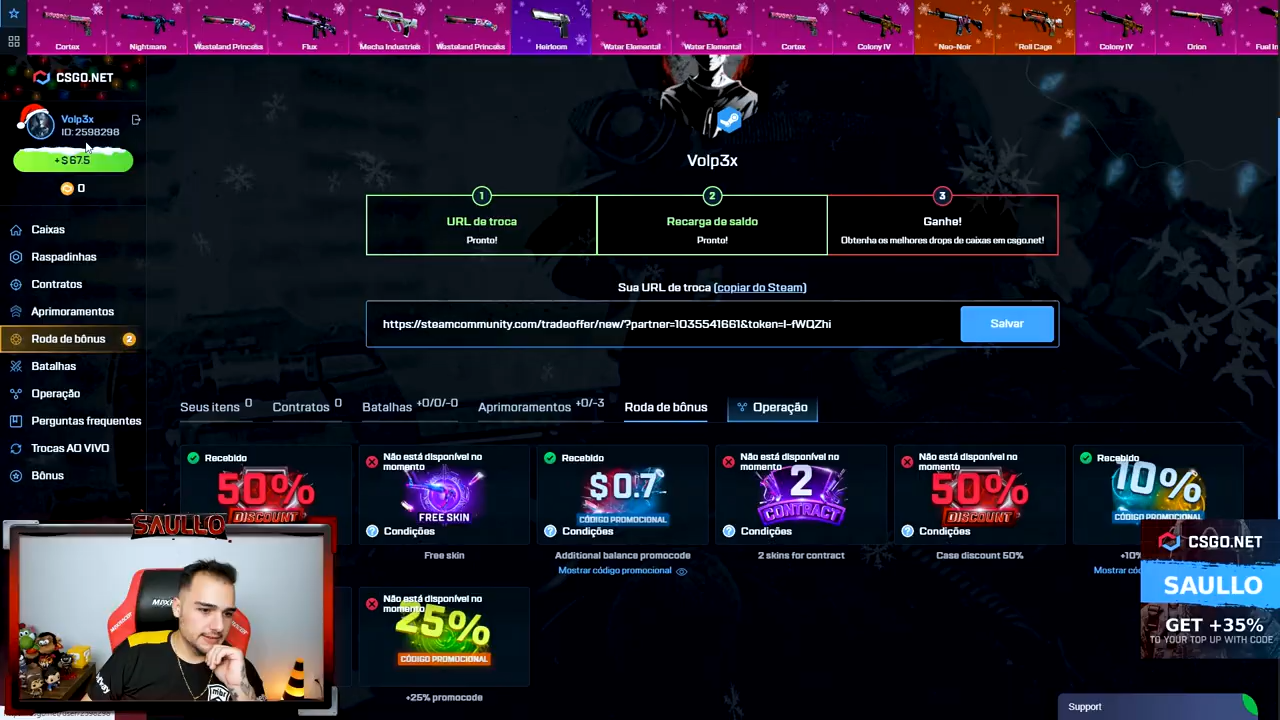 Cortex
Nightmare
Wasteland Princess
Flux
Mecha Industries
Wasteland Princess
Heirloom
Water Elemental
Water Elemental
Cortex
Colony IV
Neo-Noir
Roll Cage
Colony IV
Orion
CSGO.NET
Volp3x
ID: 2598298
+ $ 67.5
0
Caixas
Raspadinhas
Contratos
Aprimoramentos
Roda de bônus 2
Batalhas
Operação
Perguntas frequentes
Trocas AO VIVO
Bônus
Volp3x
1
URL de troca
Pronto!
2
Recarga de saldo
Pronto!
3
Ganhe!
Obtenha os melhores drops de caixas em csgo.net!
Sua URL de troca (copiar do Steam)
https://steamcommunity.com/tradeoffer/new/?partner=1035541661&token=l-fWQZhi
Salvar
Seus itens 0
Contratos 0
Batalhas +0/0/-0
Aprimoramentos +0/-3
Roda de bônus
Operação
Recebido
50%
DISCOUNT
Não está disponível no
momento
FREE SKIN
Condições
Free skin
Recebido
$0.7
CÓDIGO PROMOCIONAL
Condições
Additional balance promocode
Mostrar código promocional
Não está disponível no
momento
2
CONTRACT
Condições
2 skins for contract
Não está disponível no
momento
50%
DISCOUNT
Condições
Case discount 50%
Recebido
10%
CÓDIGO PROMOCIONAL
Não está disponível no
momento
25%
CÓDIGO PROMOCIONAL
+25% promocode
SAULLO
CSGO.NET
SAULLO
GET +35%
TO YOUR TOP UP WITH CODE
Support